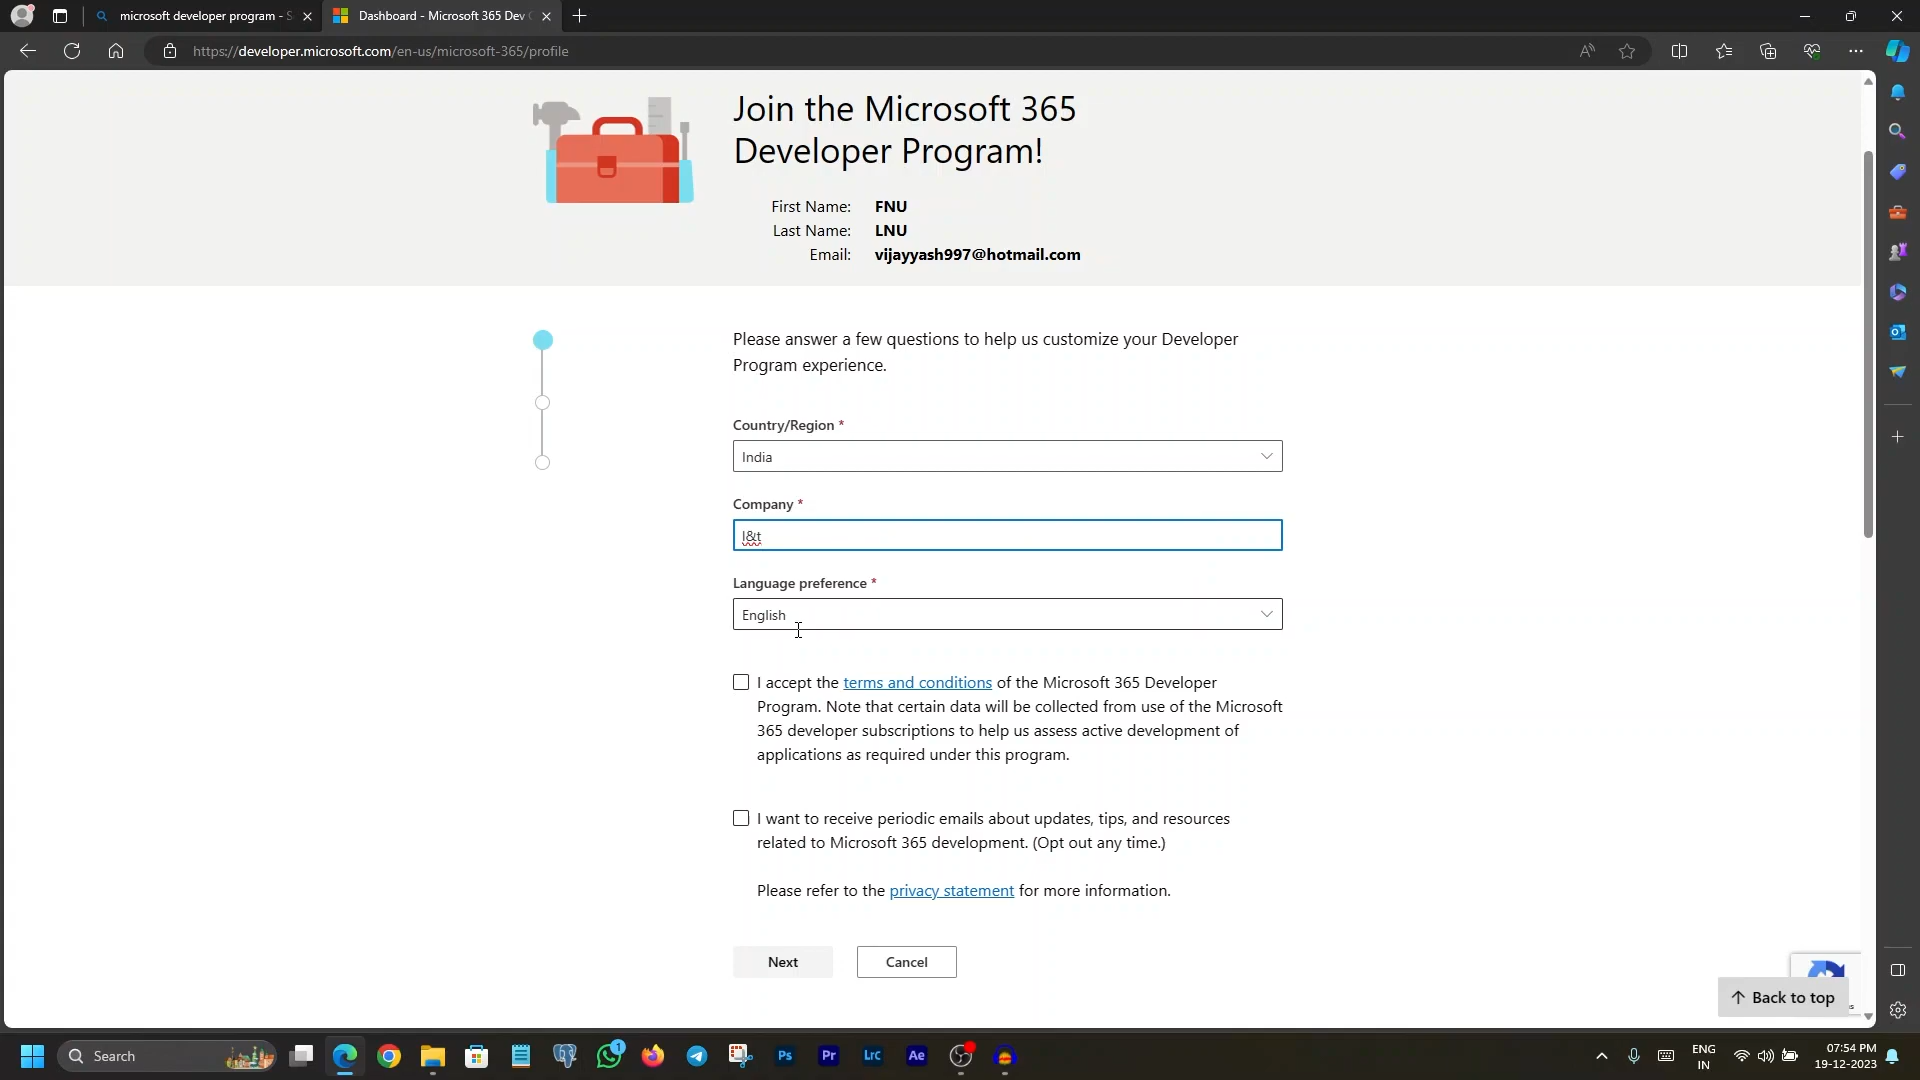 microsoft developer program - S
Dashboard - Microsoft 365 Dev C
https://developer.microsoft.com/en-us/microsoft-365/profile
Join the Microsoft 365
Developer Program!
First Name: FNU
Last Name: LNU
Email: vijayyash997@hotmail.com
Please answer a few questions to help us customize your Developer
Program experience.
Country/Region *
India
Company *
l&t
Language preference *
English
I accept the terms and conditions of the Microsoft 365 Developer
Program. Note that certain data will be collected from use of the Microsoft
365 developer subscriptions to help us assess active development of
applications as required under this program.
I want to receive periodic emails about updates, tips, and resources
related to Microsoft 365 development. (Opt out any time.)
Please refer to the privacy statement for more information.
Next
Cancel
Back to top
Search
1
Ps
Pr
LrC
Ae
ENG
IN
07:54 PM
19-12-2023